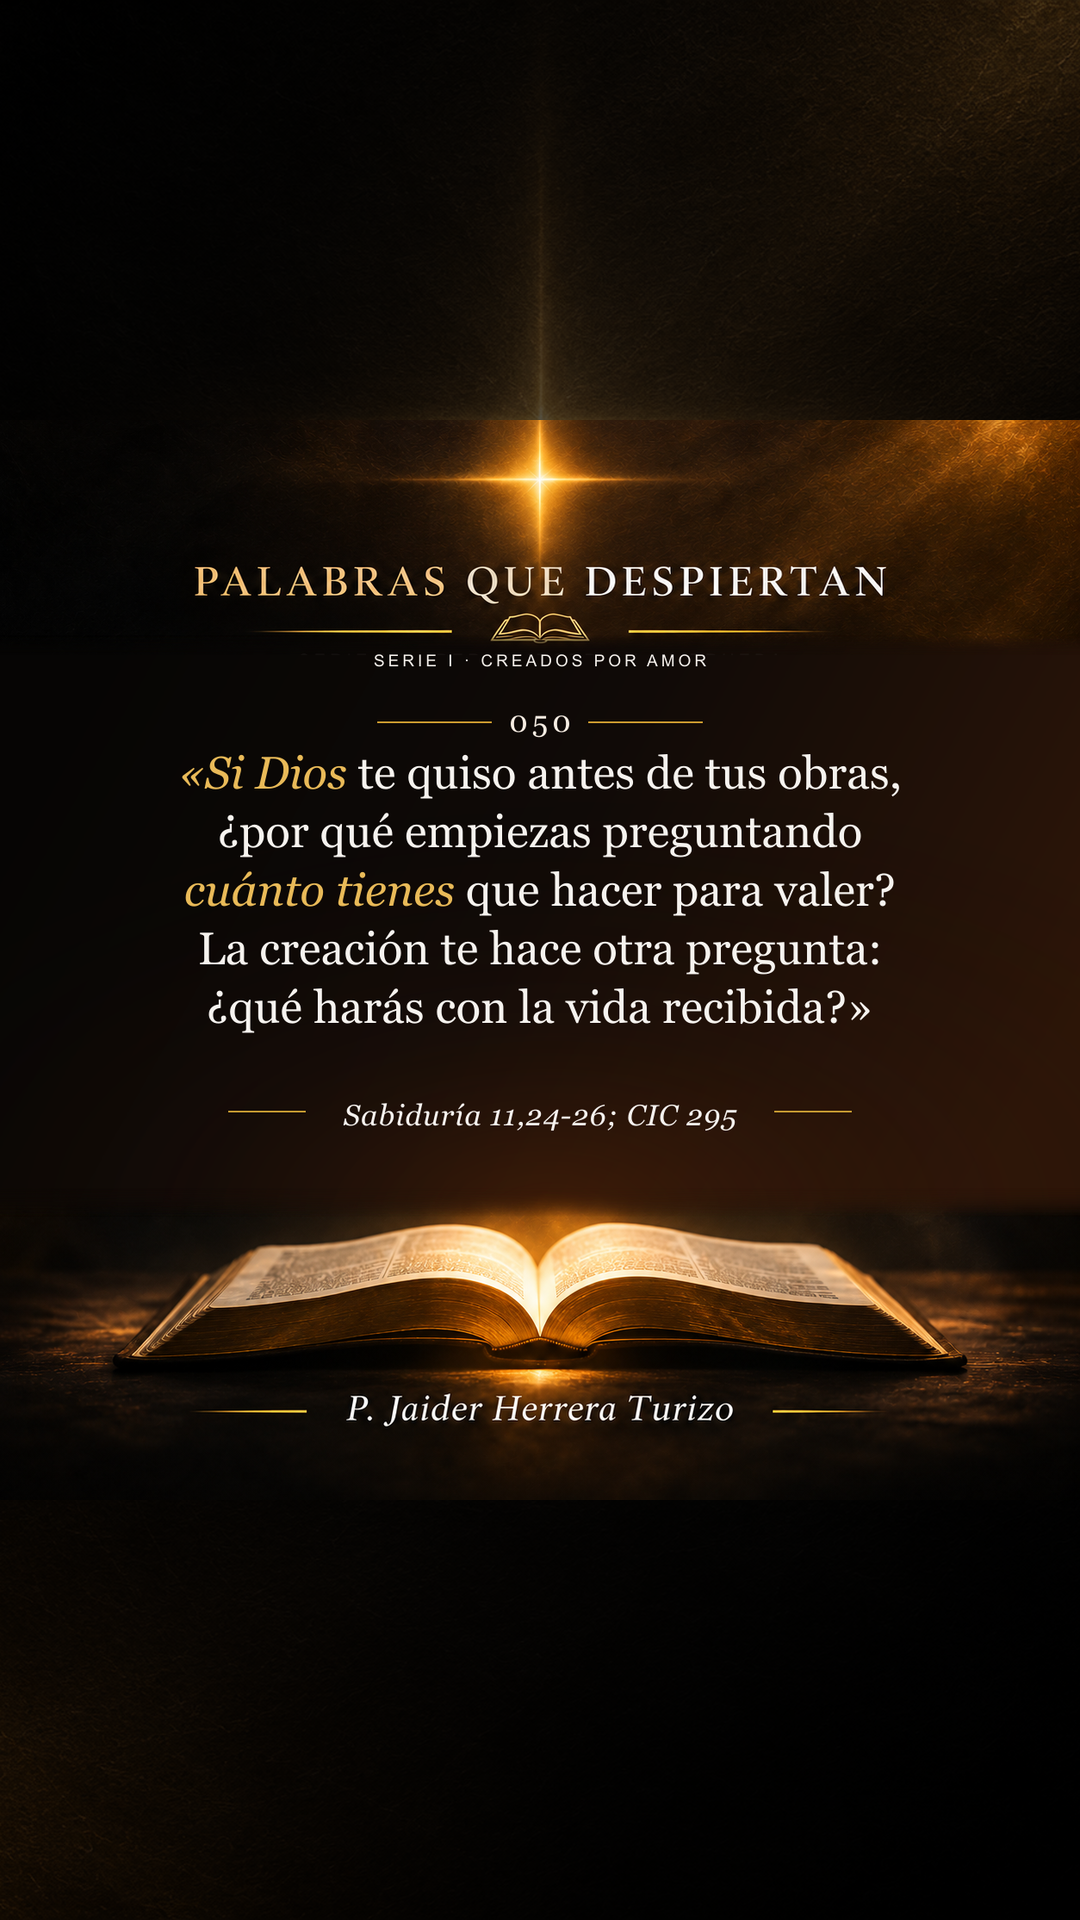 PALABRAS QUE DESPIERTAN
SERIE I · CREADOS POR AMOR
050
«Si Dios te quiso antes de tus obras,
¿por qué empiezas preguntando
cuánto tienes que hacer para valer?
La creación te hace otra pregunta:
¿qué harás con la vida recibida?»
Sabiduría 11,24-26; CIC 295
P. Jaider Herrera Turizo